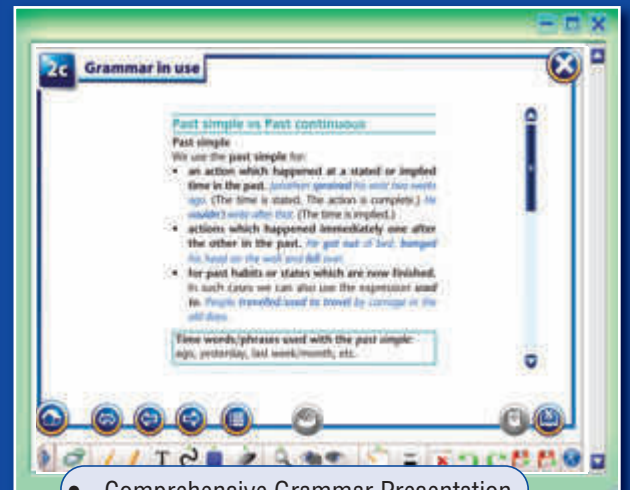 2c Grammar in use
Past simple vs Past continuous
Past simple
We use the past simple for:
• an action which happened at a stated or implied
time in the past. Jonathan sprained his wrist two weeks
ago. (The time is stated. The action is complete.) He
couldn't write after that. (The time is implied.)
• actions which happened immediately one after
the other in the past. He got out of bed, banged
his head on the wall and fell over.
• for past habits or states which are now finished.
In such cases we can also use the expression used
to. People travelled/used to travel by carriage in the
old days.
Time words/phrases used with the past simple:
ago, yesterday, last week/month, etc.
T
• Comprehensive Grammar Presentation